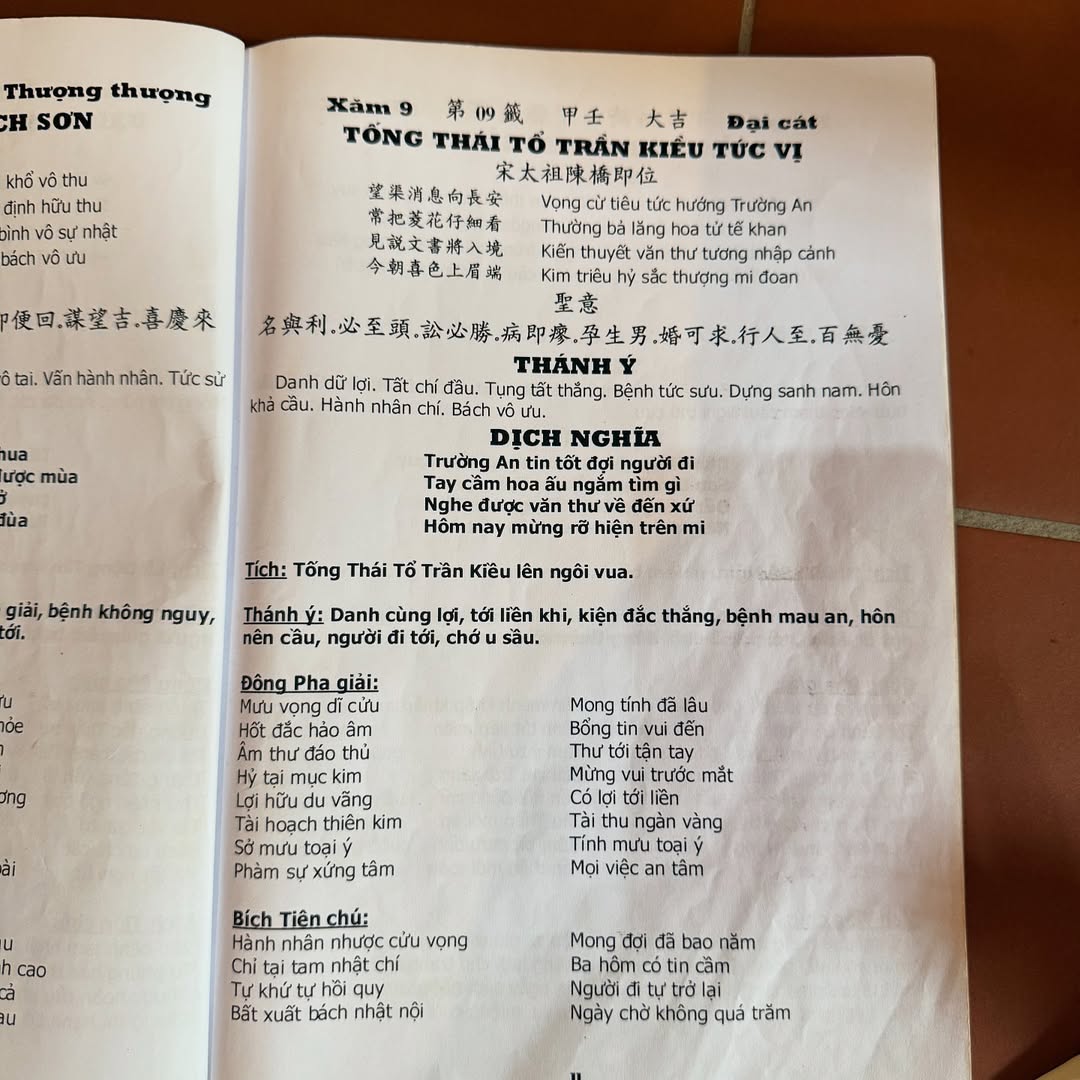 Thượng thượng
CH SƠN
khổ vô thu
định hữu thu
bình vô sự nhật
bách vô ưu
即便回.謀望吉.喜慶來
vô tai. Vấn hành nhân. Tức sử
hua
được mùa
ở
đùa
giải, bệnh không nguy,
tới.
ưu
hỏe
ơng
oài
h cao
cả
au
Xăm 9 第 09 籤 甲壬 大吉 Đại cát
TỐNG THÁI TỔ TRẦN KIỀU TỨC VỊ
宋太祖陳橋即位
望渠消息向長安 Vọng cừ tiêu tức hướng Trường An
常把菱花仔細看 Thường bả lăng hoa tử tế khan
見説文書將入境 Kiến thuyết văn thư tương nhập cảnh
今朝喜色上眉端 Kim triêu hỷ sắc thượng mi đoan
聖意
名與利.必至頭.訟必勝.病即瘳.孕生男.婚可求.行人至.百無憂
THÁNH Ý
Danh dữ lợi. Tất chí đầu. Tụng tất thắng. Bệnh tức sưu. Dựng sanh nam. Hôn
khả cầu. Hành nhân chí. Bách vô ưu.
DỊCH NGHĨA
Trường An tin tốt đợi người đi
Tay cầm hoa ấu ngắm tìm gì
Nghe được văn thư về đến xứ
Hôm nay mừng rỡ hiện trên mi
Tích: Tống Thái Tổ Trần Kiều lên ngôi vua.
Thánh ý: Danh cùng lợi, tới liền khi, kiện đắc thắng, bệnh mau an, hôn
nên cầu, người đi tới, chớ u sầu.
Đông Pha giải:
Mưu vọng dĩ cửu Mong tính đã lâu
Hốt đắc hảo âm Bổng tin vui đến
Âm thư đáo thủ Thư tới tận tay
Hỷ tại mục kim Mừng vui trước mắt
Lợi hữu du vãng Có lợi tới liền
Tài hoạch thiên kim Tài thu ngàn vàng
Sở mưu toại ý Tính mưu toại ý
Phàm sự xứng tâm Mọi việc an tâm
Bích Tiên chú:
Hành nhân nhược cửu vọng Mong đợi đã bao năm
Chỉ tại tam nhật chí Ba hôm có tin cầm
Tự khứ tự hồi quy Người đi tự trở lại
Bất xuất bách nhật nội Ngày chờ không quá trăm